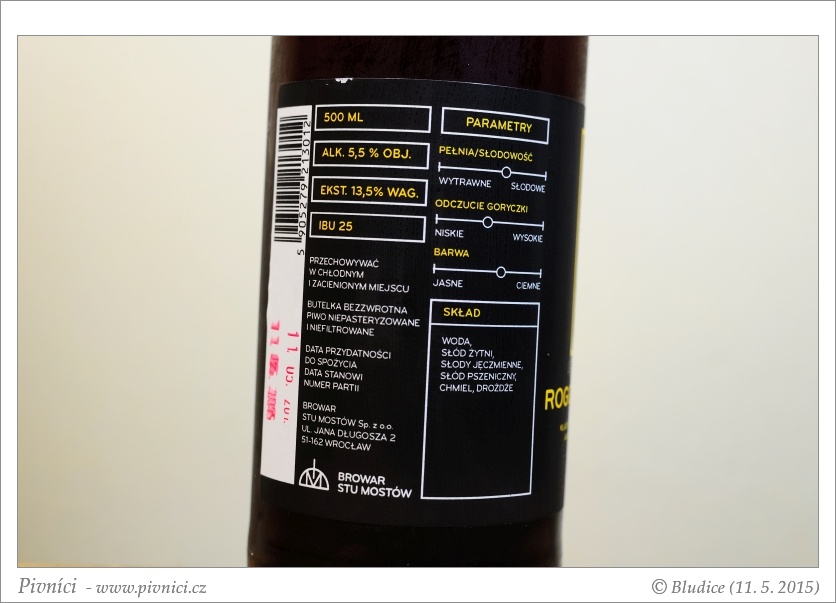 5 905279 213012
500 ML
ALK. 5,5 % OBJ.
EKST. 13,5% WAG.
IBU 25
PRZECHOWYWAĆ
W CHŁODNYM
I ZACIENIONYM MIEJSCU
BUTELKA BEZZWROTNA
PIWO NIEPASTERYZOWANE
I NIEFILTROWANE
DATA PRZYDATNOŚCI
DO SPOŻYCIA
DATA STANOWI
NUMER PARTII
BROWAR
STU MOSTÓW Sp. z o.o.
UL. JANA DŁUGOSZA 2
51-162 WROCŁAW
BROWAR
STU MOSTÓW
PARAMETRY
PEŁNIA/SŁODOWOŚĆ
WYTRAWNE SŁODOWE
ODCZUCIE GORYCZKI
NISKIE WYSOKIE
BARWA
JASNE CIEMNE
SKŁAD
WODA,
SŁÓD ŻYTNI,
SŁODY JĘCZMIENNE,
SŁÓD PSZENICZNY,
CHMIEL, DROŻDŻE
Pivníci - www.pivnici.cz
© Bludice (11. 5. 2015)